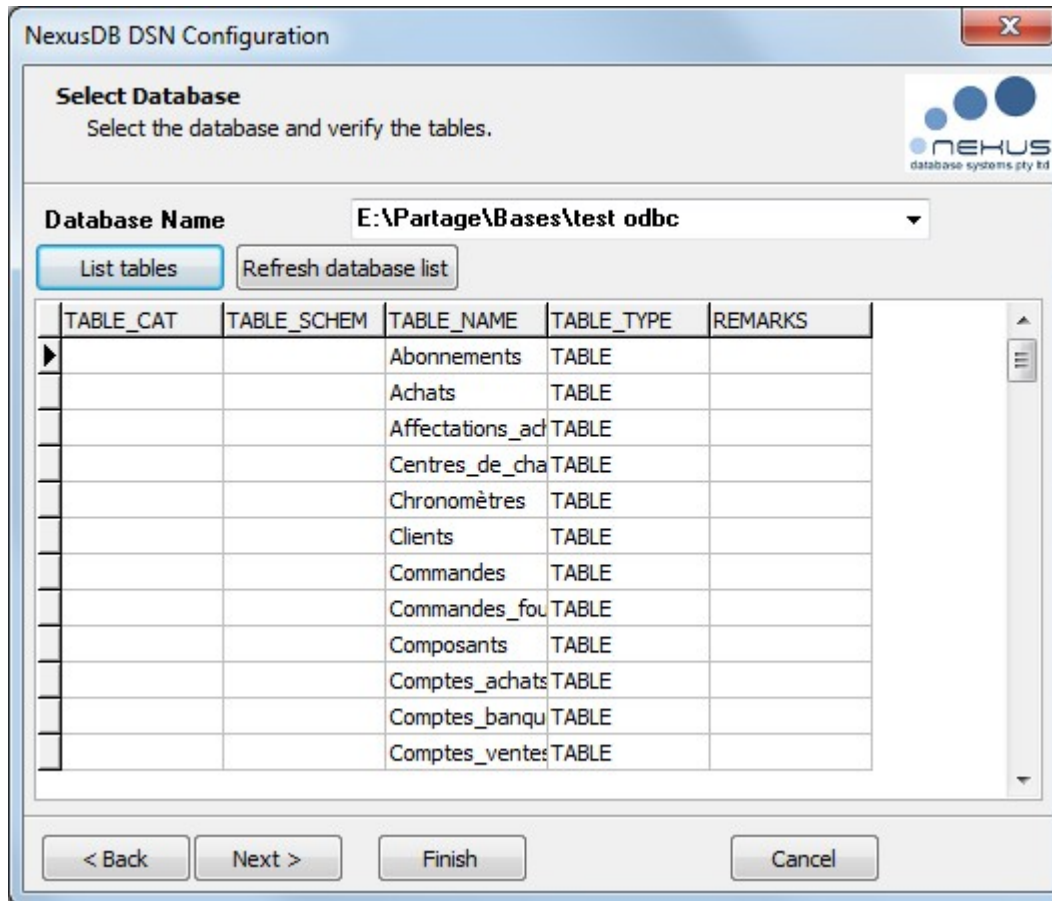 NexusDB DSN Configuration
Select Database
Select the database and verify the tables.
nexus
database systems pty ltd
Database Name E:\Partage\Bases\test odbc
List tables Refresh database list
TABLE_CAT TABLE_SCHEM TABLE_NAME TABLE_TYPE REMARKS
Abonnements TABLE
Achats TABLE
Affectations_ach TABLE
Centres_de_cha TABLE
Chronomètres TABLE
Clients TABLE
Commandes TABLE
Commandes_fou TABLE
Composants TABLE
Comptes_achats TABLE
Comptes_banqu TABLE
Comptes_ventes TABLE
< Back Next > Finish Cancel